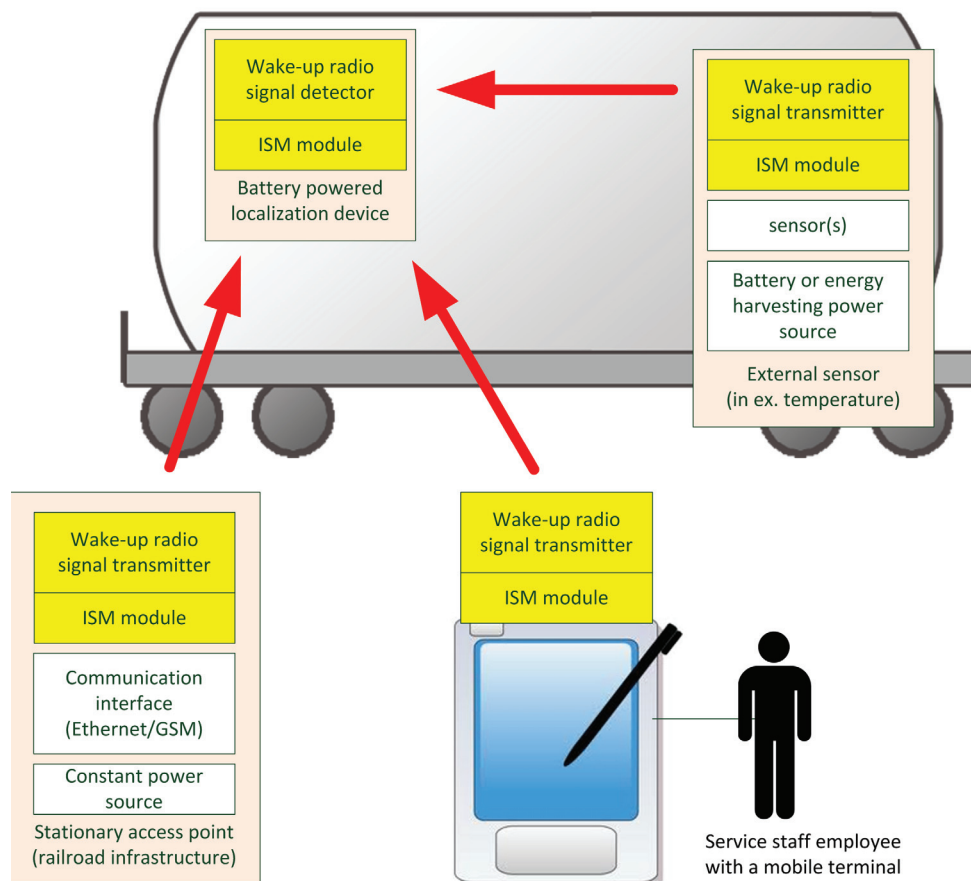 Wake-up radio
signal detector
ISM module
Battery powered
localization device
Wake-up radio
signal transmitter
ISM module
sensor(s)
Battery or energy
harvesting power
source
External sensor
(in ex. temperature)
Wake-up radio
signal transmitter
ISM module
Communication
interface
(Ethernet/GSM)
Constant power
source
Stationary access point
(railroad infrastructure)
Wake-up radio
signal transmitter
ISM module
Service staff employee
with a mobile terminal